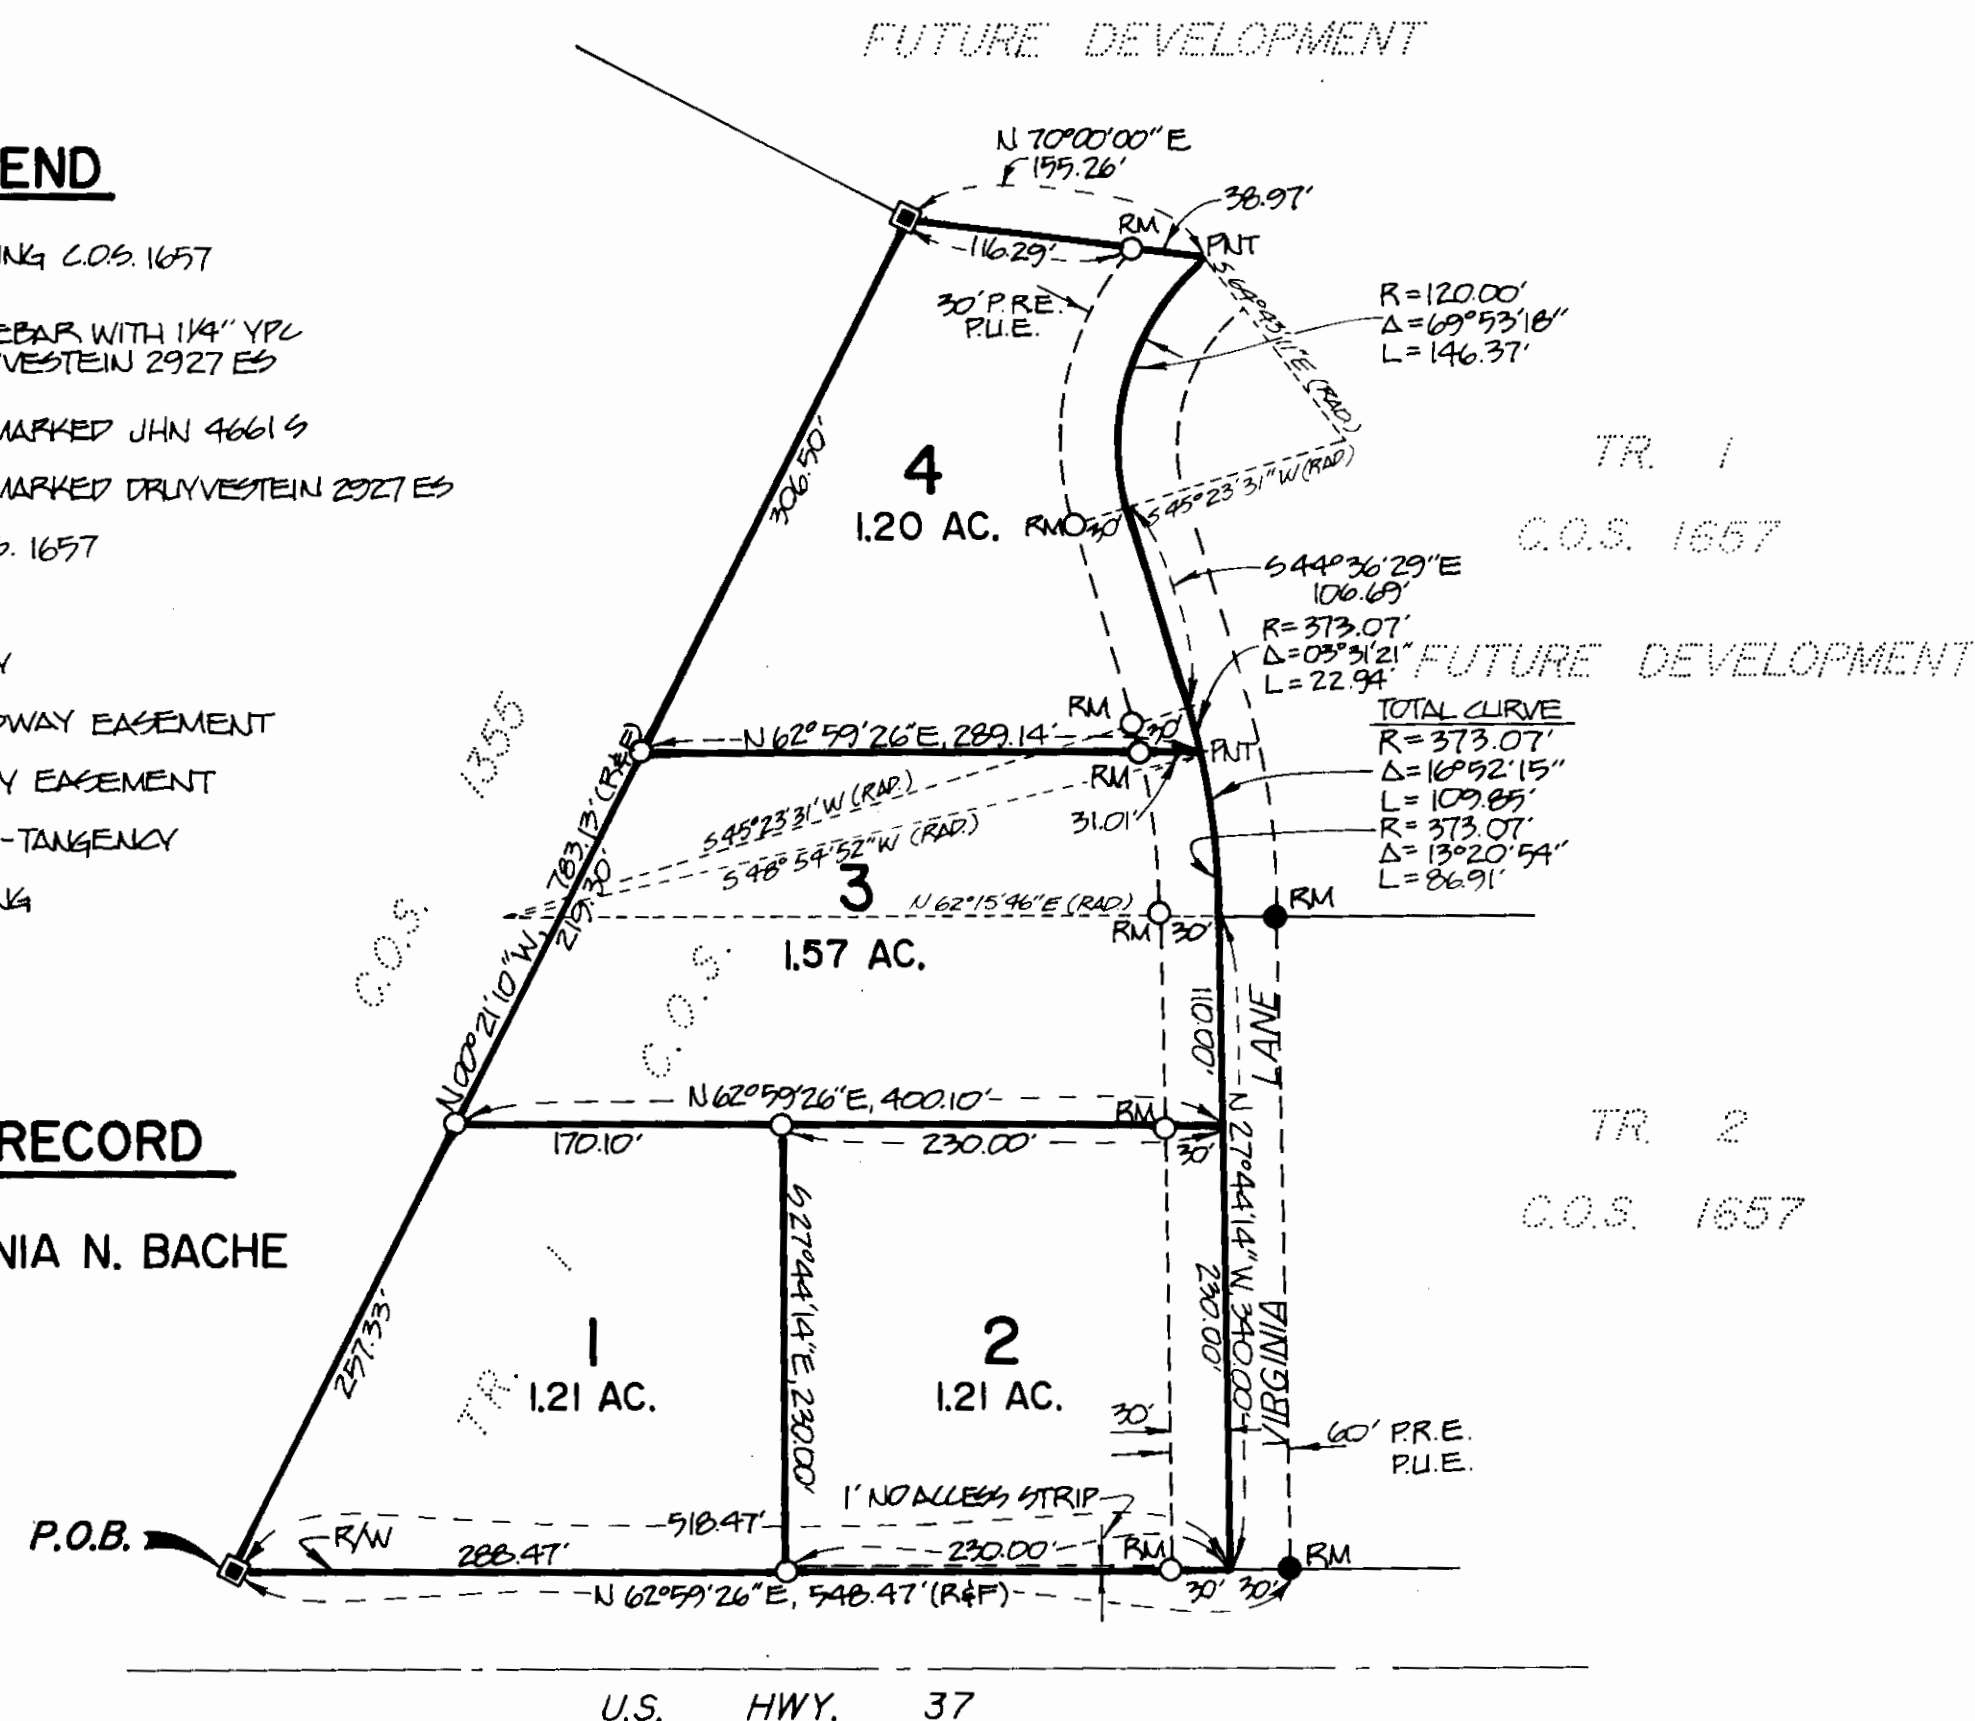 FUTURE DEVELOPMENT
END
NG C.O.S. 1657
EBAR WITH 1 1/4" YPC
VESTEIN 2927 ES
MARKED JHN 4661 S
MARKED DRUYVESTEIN 2927 ES
S. 1657
Y
WAY EASEMENT
Y EASEMENT
-TANGENCY
NG
RECORD
NIA N. BACHE
N 70°00'00" E
155.26'
38.97'
RM
PNT
116.29'
30' P.R.E.
P.U.E.
S 64°43'11" E (RAD.)
R=120.00'
Δ=69°53'18"
L=146.37'
306.50'
4
1.20 AC.
RM
30'
S 45°23'31" W (RAD)
TR. 1
C.O.S. 1657
S 44°36'29" E
106.69'
R=373.07'
Δ=03°31'21"
L=22.94'
FUTURE DEVELOPMENT
TOTAL CURVE
R=373.07'
Δ=16°52'15"
L=109.85'
R=373.07'
Δ=13°20'54"
L=86.91'
RM
N 62°59'26" E, 289.14'
30'
PNT
RM
31.01'
1355
C.O.S.
N 00°21'10" W, 783.13' (R&F)
219.30'
S 45°23'31" W (RAD.)
S 48°54'52" W (RAD.)
3
1.57 AC.
N 62°15'46" E (RAD.)
RM
30'
RM
C.O.S.
110.00'
LANE
N 62°59'26" E, 400.10'
RM
170.10'
230.00'
30'
TR. 2
C.O.S. 1657
S 27°44'14" E, 230.00'
N 27°44'14" W, 340.00'
230.00'
VIRGINIA
257.33'
TR. 1
1
1.21 AC.
2
1.21 AC.
30'
60' P.R.E.
P.U.E.
1' NO ACCESS STRIP
518.47'
P.O.B.
R/W
288.47'
230.00'
RM
RM
N 62°59'26" E, 548.47' (R&F)
30'
30'
U.S. HWY. 37